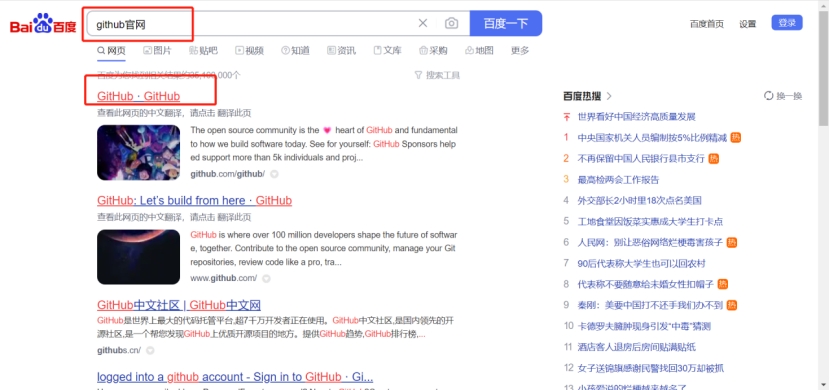 Bai du 百度
github官网
百度一下
百度首页 设置 登录
网页 图片 贴吧 视频 知道 资讯 文库 采购 地图 更多
搜索工具
GitHub · GitHub
查看此网页的中文翻译，请点击 翻译此页
The open source community is the 💗 heart of GitHub and fundamental
to how we build software today. See for yourself: GitHub Sponsors help
ed support more than 5k individuals and proj...
github.com/github/
GitHub: Let's build from here · GitHub
查看此网页的中文翻译，请点击 翻译此页
GitHub is where over 100 million developers shape the future of softwar
e, together. Contribute to the open source community, manage your Git
repositories, review code like a pro, tra...
www.github.com/
GitHub中文社区 | GitHub中文网
GitHub是世界上最大的代码托管平台,超7千万开发者正在使用。GitHub中文社区,是国内领先的开
源社区,是一个帮您发现GitHub上优质开源项目的地方。提供GitHub趋势,GitHub排行榜,...
githubs.cn/
logged into a github account - Sign in to GitHub · Gi...
百度热搜 >
换一换
世界看好中国经济高质量发展
1 中央国家机关人员编制按5%比例精减 热
2 不再保留中国人民银行县市支行 热
3 最高检两会工作报告
4 外交部长2小时里18次点名美国
5 工地食堂因饭菜实惠成大学生打卡点
6 人民网：别让恶俗网络烂梗毒害孩子 热
7 90后代表称大学生也可以回农村
8 代表称不要随意给未婚女性扣帽子 热
9 秦刚：美要中国打不还手我们办不到 热
10 卡德罗夫臃肿现身引发“中毒”猜测
11 酒店客人退房后房间贴满贴纸
12 女子送锦旗感谢民警找回30万却被抓